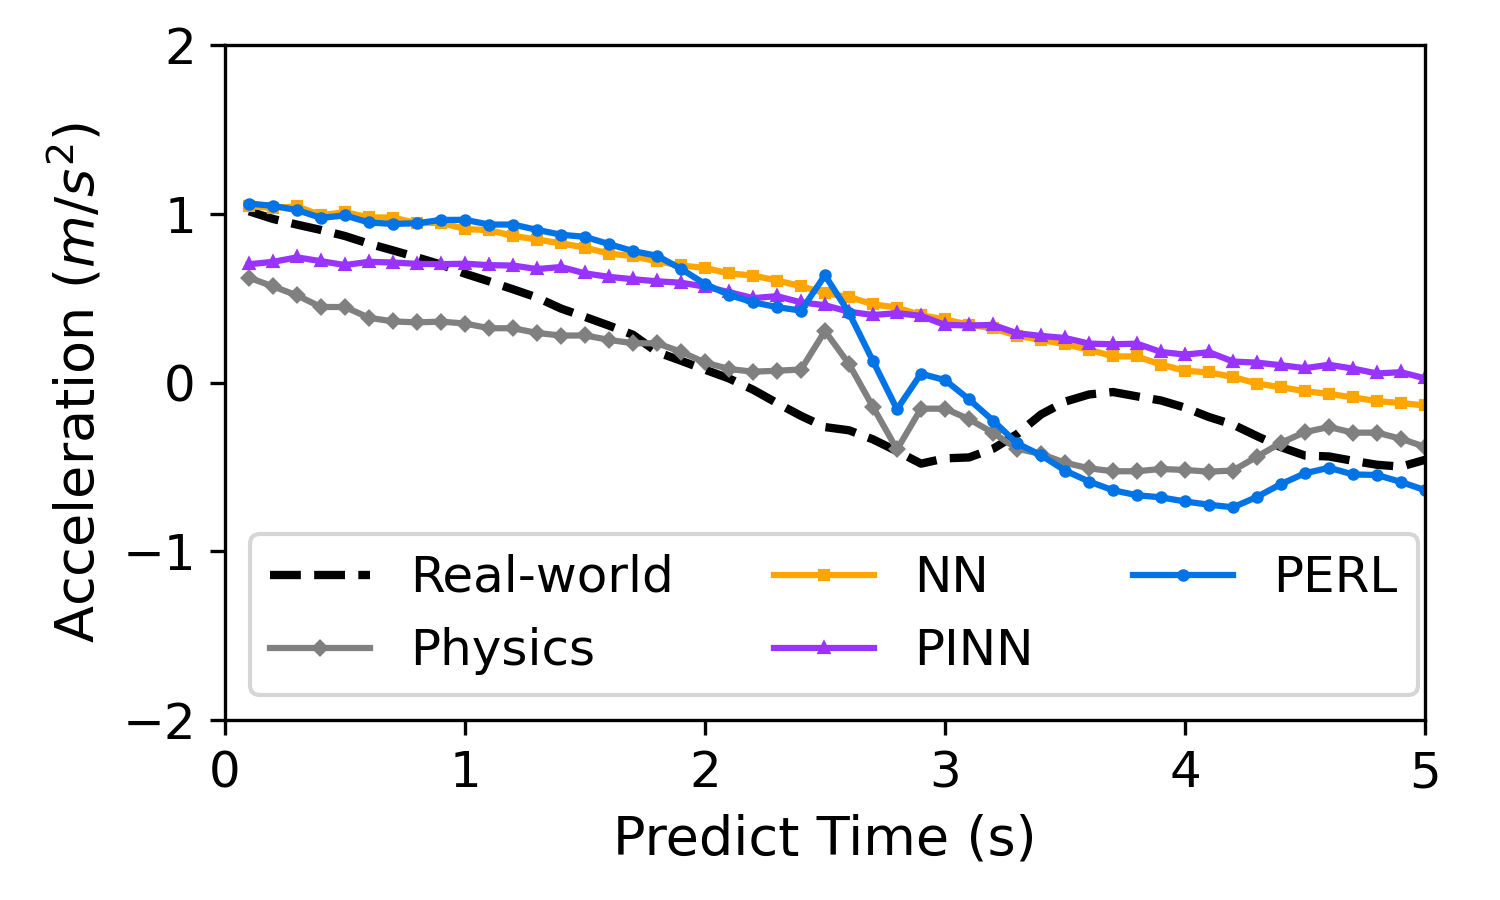 2
1
0
−1
−2
Acceleration (m/s²)
Real-world
NN
PERL
Physics
PINN
0 1 2 3 4 5
Predict Time (s)